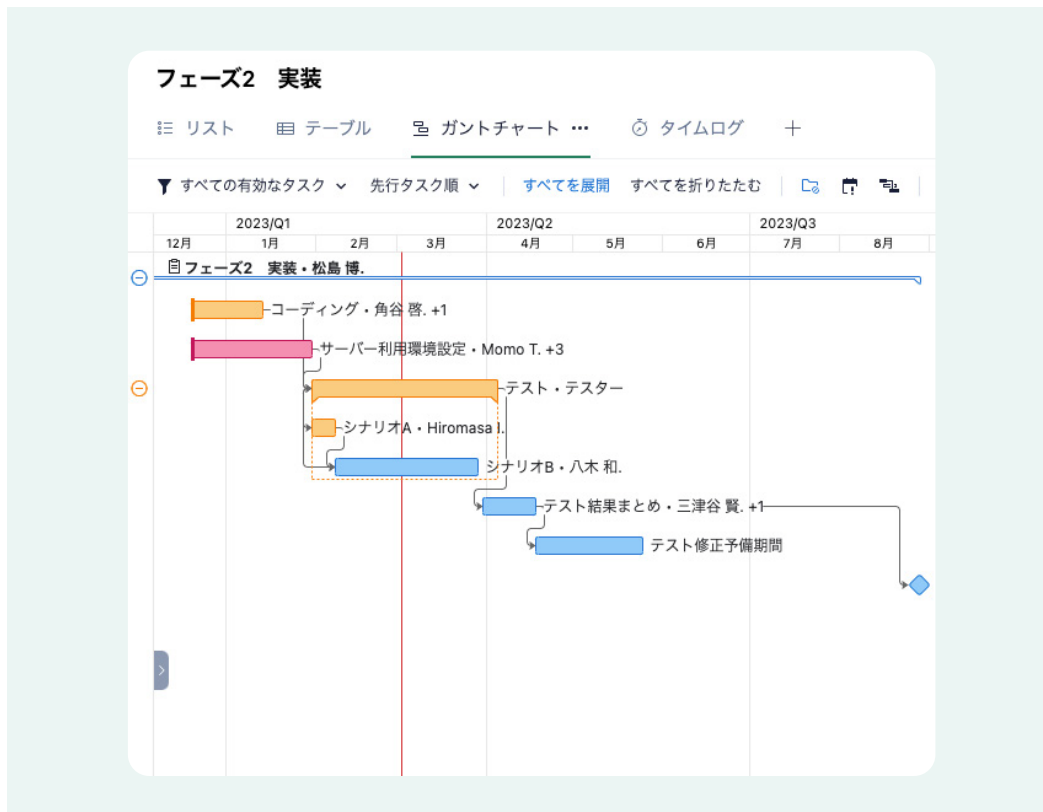 フェーズ2　実装
リスト テーブル ガントチャート ••• タイムログ ＋
すべての有効なタスク 先行タスク順 すべてを展開 すべてを折りたたむ
2023/Q1 2023/Q2 2023/Q3
12月 1月 2月 3月 4月 5月 6月 7月 8月
フェーズ2　実装・松島 博.
コーディング・角谷 啓. +1
サーバー利用環境設定・Momo T. +3
テスト・テスター
シナリオA・Hiromasa I.
シナリオB・八木 和.
テスト結果まとめ・三津谷 賢. +1
テスト修正予備期間